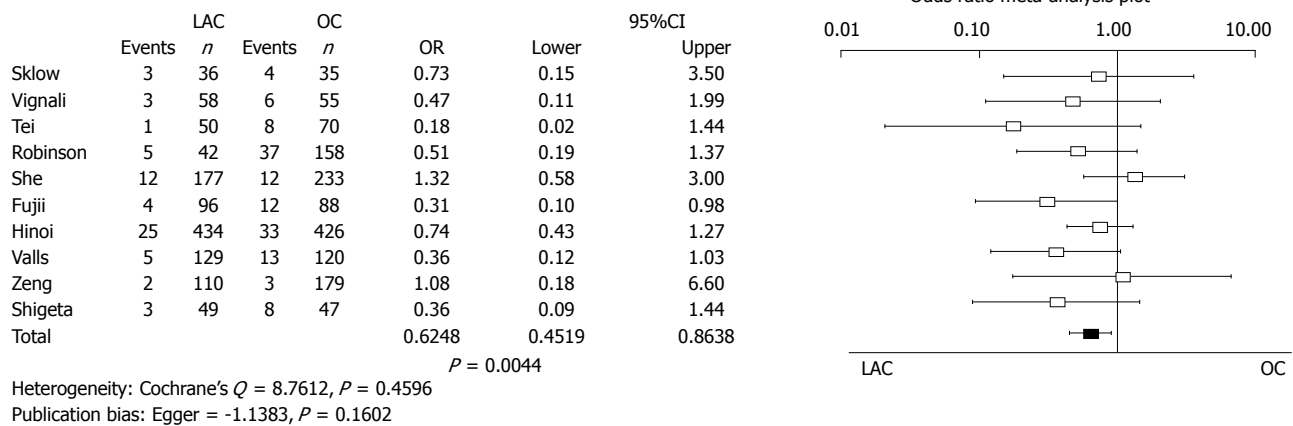 Odds ratio meta-analysis plot
LAC OC 95%CI
Events n Events n OR Lower Upper
0.01 0.10 1.00 10.00
Sklow 3 36 4 35 0.73 0.15 3.50
Vignali 3 58 6 55 0.47 0.11 1.99
Tei 1 50 8 70 0.18 0.02 1.44
Robinson 5 42 37 158 0.51 0.19 1.37
She 12 177 12 233 1.32 0.58 3.00
Fujii 4 96 12 88 0.31 0.10 0.98
Hinoi 25 434 33 426 0.74 0.43 1.27
Valls 5 129 13 120 0.36 0.12 1.03
Zeng 2 110 3 179 1.08 0.18 6.60
Shigeta 3 49 8 47 0.36 0.09 1.44
Total 0.6248 0.4519 0.8638
P = 0.0044
LAC OC
Heterogeneity: Cochrane's Q = 8.7612, P = 0.4596
Publication bias: Egger = -1.1383, P = 0.1602